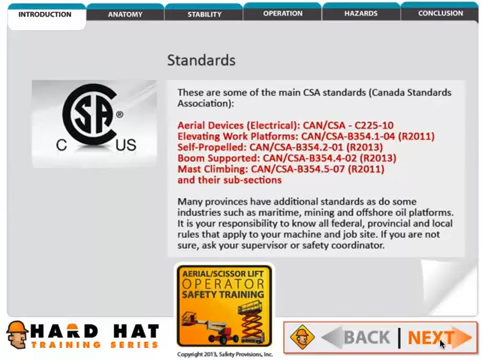 INTRODUCTION
ANATOMY
STABILITY
OPERATION
HAZARDS
CONCLUSION
Standards
CSA®
C US
These are some of the main CSA standards (Canada Standards
Association):
Aerial Devices (Electrical): CAN/CSA - C225-10
Elevating Work Platforms: CAN/CSA-B354.1-04 (R2011)
Self-Propelled: CAN/CSA-B354.2-01 (R2013)
Boom Supported: CAN/CSA-B354.4-02 (R2013)
Mast Climbing: CAN/CSA-B354.5-07 (R2011)
and their sub-sections
Many provinces have additional standards as do some
industries such as maritime, mining and offshore oil platforms.
It is your responsibility to know all federal, provincial and local
rules that apply to your machine and job site. If you are not
sure, ask your supervisor or safety coordinator.
AERIAL/SCISSOR LIFT
OPERATOR
SAFETY TRAINING
Copyright 2013, Safety Provisions, Inc.
HARD HAT
TRAINING SERIES
BACK | NEXT